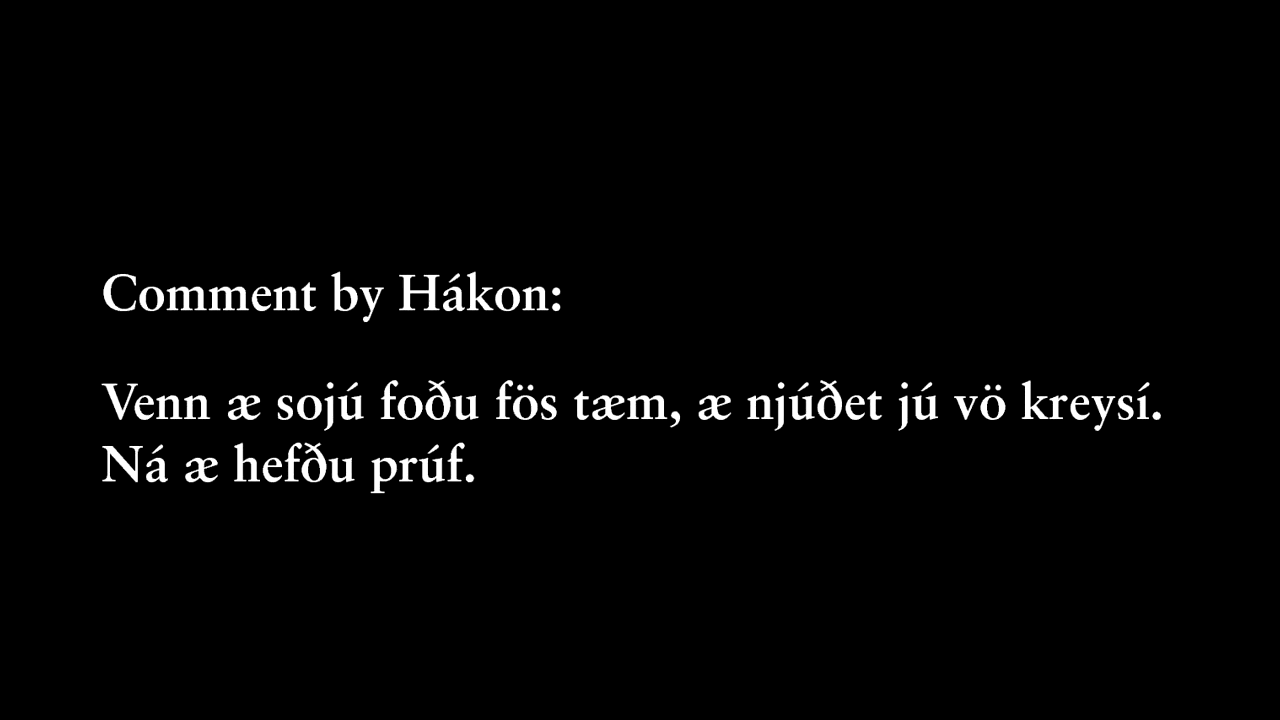 Comment by Hákon:
Venn æ sojú foðu fös tæm, æ njúðet jú vö kreysí.
Ná æ hefðu prúf.